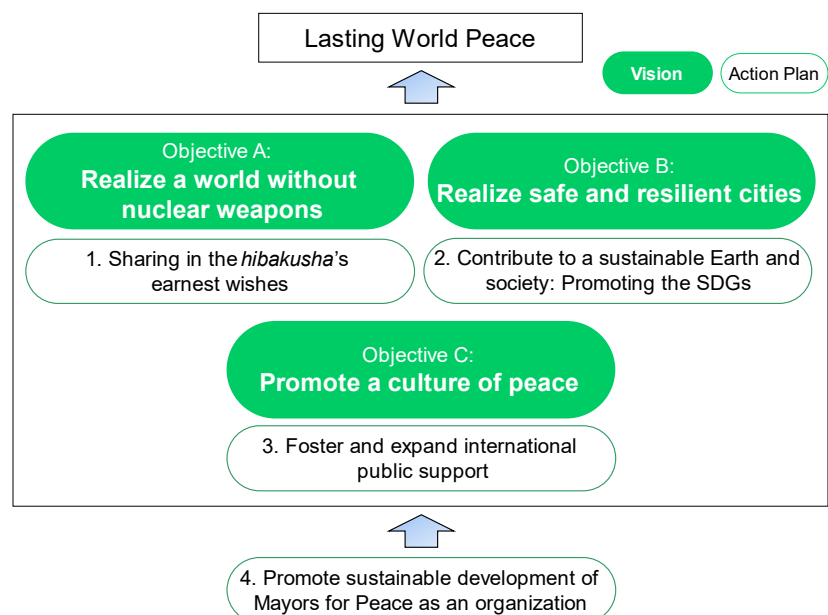 Lasting World Peace
Vision
Action Plan
Objective A:
Realize a world without
nuclear weapons
1. Sharing in the hibakusha's
earnest wishes
Objective B:
Realize safe and resilient cities
2. Contribute to a sustainable Earth and
society: Promoting the SDGs
Objective C:
Promote a culture of peace
3. Foster and expand international
public support
4. Promote sustainable development of
Mayors for Peace as an organization